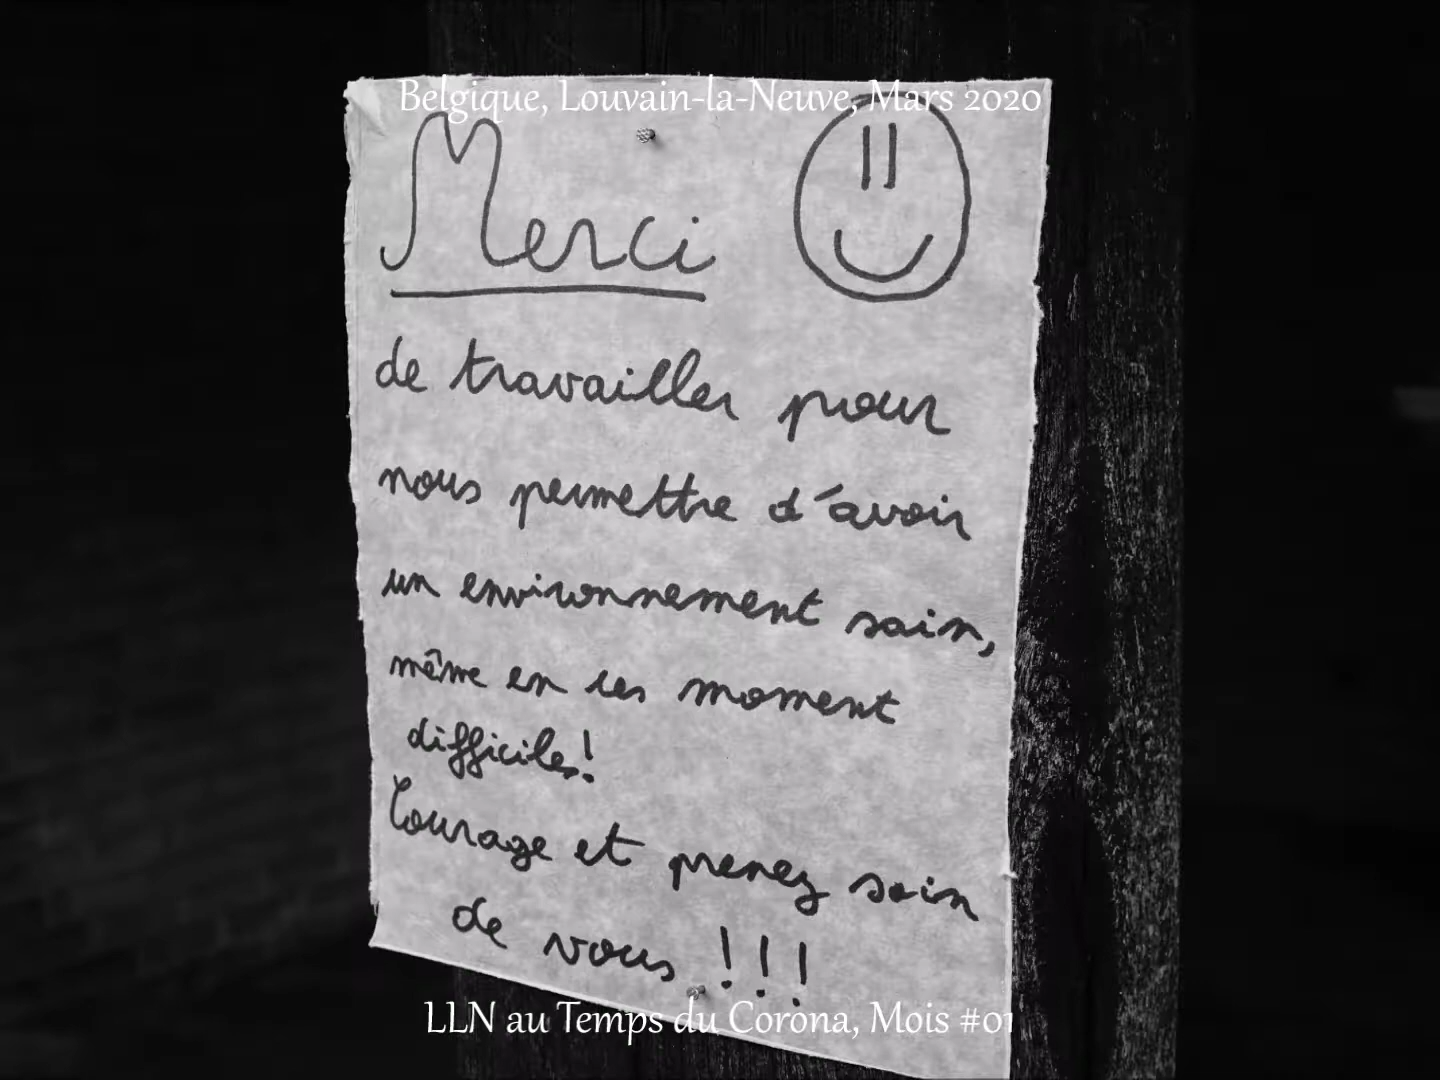 Belgique, Louvain-la-Neuve, Mars 2020
Merci
de travailler pour
nous permettre d'avoir
un environnement sain,
même en ces moment
difficiles!
Courage et prenez soin
de vous !!!
LLN au Temps du Corona, Mois #01